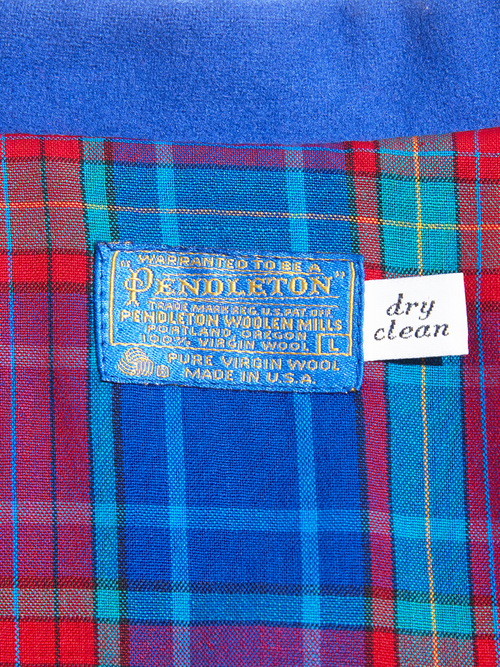 WARRANTED TO BE A
"PENDLETON"
TRADE MARK REG. U.S. PAT. OFF.
PENDLETON WOOLEN MILLS
PORTLAND, OREGON
100% VIRGIN WOOL L
PURE VIRGIN WOOL
MADE IN U.S.A.
dry
clean